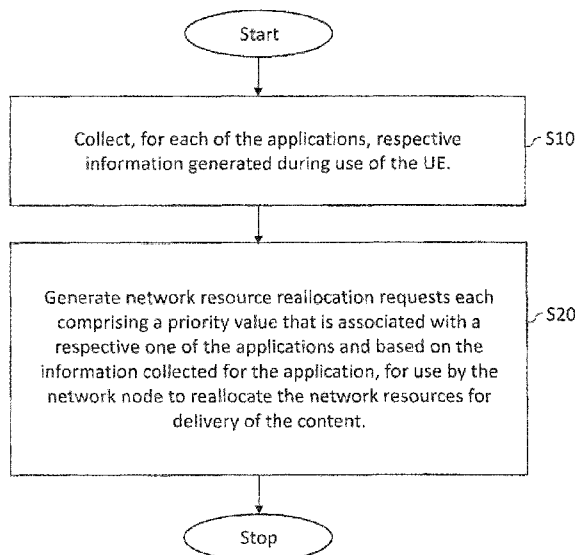 Start
Collect, for each of the applications, respective
information generated during use of the UE.
S10
Generate network resource reallocation requests each
comprising a priority value that is associated with a
respective one of the applications and based on the
information collected for the application, for use by the
network node to reallocate the network resources for
delivery of the content.
S20
Stop